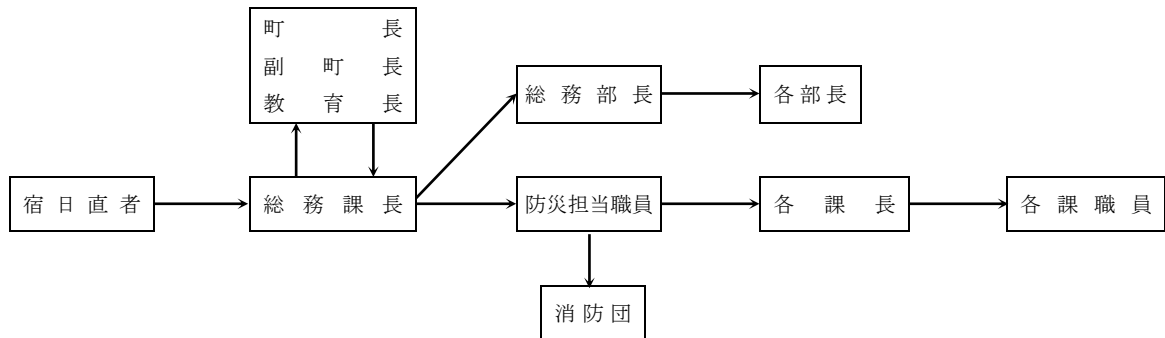 町長
副町長
教育長
総務部長
各部長
宿日直者
総務課長
防災担当職員
各課長
各課職員
消防団